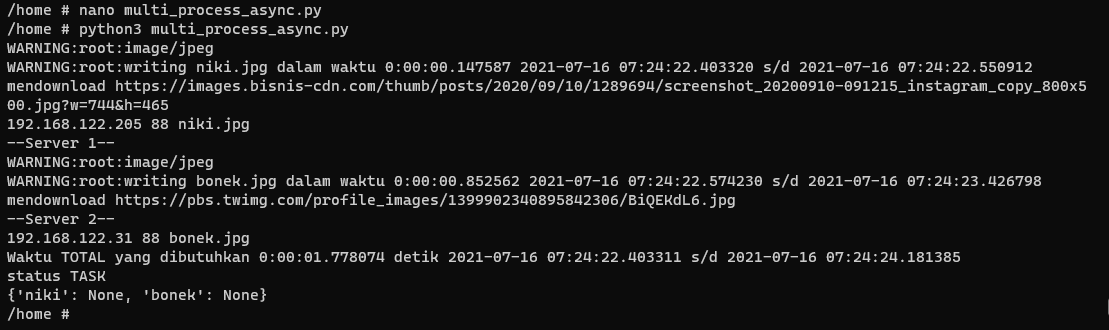 /home # nano multi_process_async.py
/home # python3 multi_process_async.py
WARNING:root:image/jpeg
WARNING:root:writing niki.jpg dalam waktu 0:00:00.147587 2021-07-16 07:24:22.403320 s/d 2021-07-16 07:24:22.550912
mendownload https://images.bisnis-cdn.com/thumb/posts/2020/09/10/1289694/screenshot_20200910-091215_instagram_copy_800x5
00.jpg?w=744&h=465
192.168.122.205 88 niki.jpg
--Server 1--
WARNING:root:image/jpeg
WARNING:root:writing bonek.jpg dalam waktu 0:00:00.852562 2021-07-16 07:24:22.574230 s/d 2021-07-16 07:24:23.426798
mendownload https://pbs.twimg.com/profile_images/1399902340895842306/BiQEKdL6.jpg
--Server 2--
192.168.122.31 88 bonek.jpg
Waktu TOTAL yang dibutuhkan 0:00:01.778074 detik 2021-07-16 07:24:22.403311 s/d 2021-07-16 07:24:24.181385
status TASK
{'niki': None, 'bonek': None}
/home #